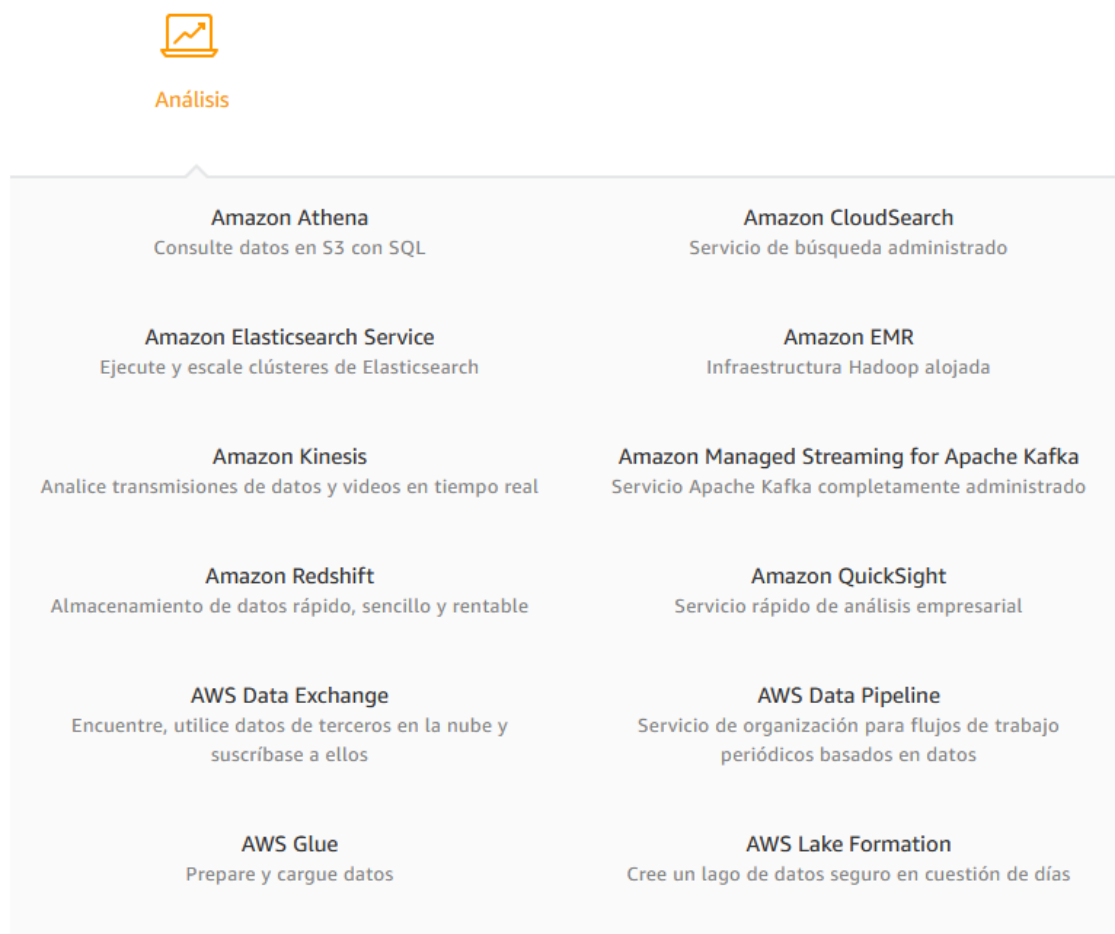 Análisis
Amazon Athena
Consulte datos en S3 con SQL
Amazon CloudSearch
Servicio de búsqueda administrado
Amazon Elasticsearch Service
Ejecute y escale clústeres de Elasticsearch
Amazon EMR
Infraestructura Hadoop alojada
Amazon Kinesis
Analice transmisiones de datos y videos en tiempo real
Amazon Managed Streaming for Apache Kafka
Servicio Apache Kafka completamente administrado
Amazon Redshift
Almacenamiento de datos rápido, sencillo y rentable
Amazon QuickSight
Servicio rápido de análisis empresarial
AWS Data Exchange
Encuentre, utilice datos de terceros en la nube y
suscríbase a ellos
AWS Data Pipeline
Servicio de organización para flujos de trabajo
periódicos basados en datos
AWS Glue
Prepare y cargue datos
AWS Lake Formation
Cree un lago de datos seguro en cuestión de días